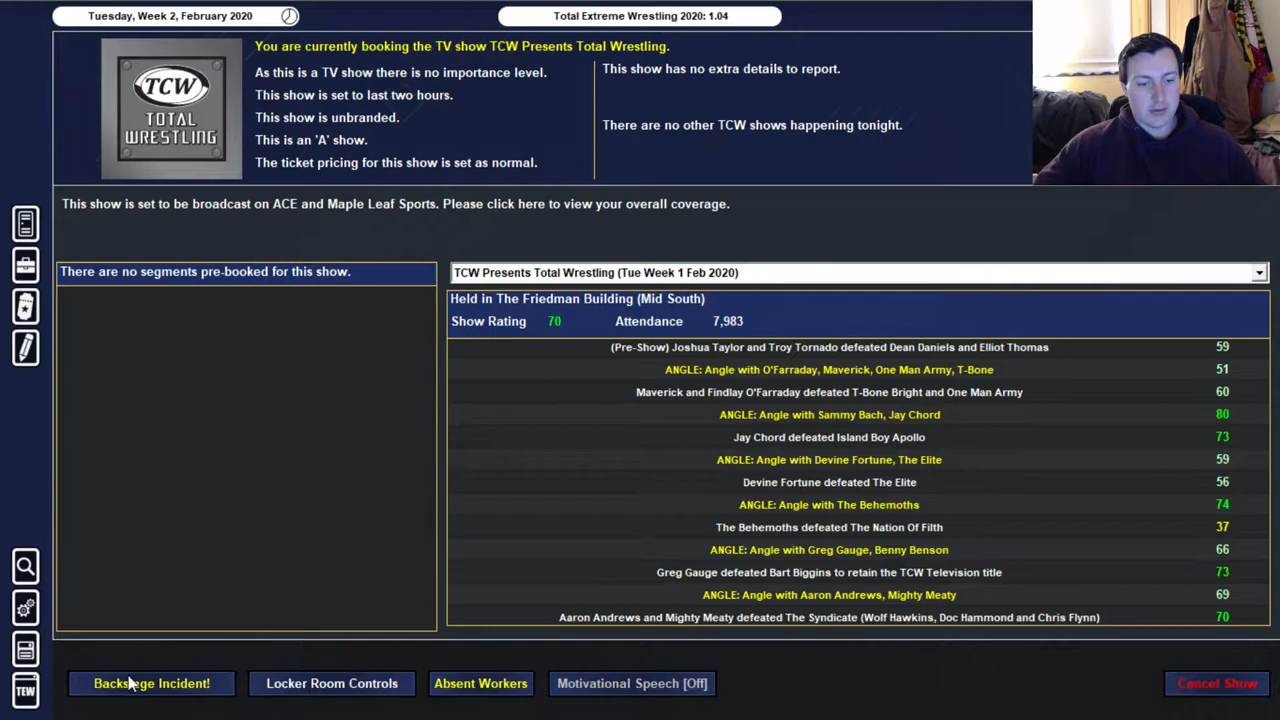 Tuesday, Week 2, February 2020
Total Extreme Wrestling 2020: 1.04
TCW
TOTAL
WRESTLING
You are currently booking the TV show TCW Presents Total Wrestling.
As this is a TV show there is no importance level.
This show is set to last two hours.
This show is unbranded.
This is an 'A' show.
The ticket pricing for this show is set as normal.
This show has no extra details to report.
There are no other TCW shows happening tonight.
This show is set to be broadcast on ACE and Maple Leaf Sports. Please click here to view your overall coverage.
There are no segments pre-booked for this show.
TCW Presents Total Wrestling (Tue Week 1 Feb 2020)
Held in The Friedman Building (Mid South)
Show Rating 70 Attendance 7,983
(Pre-Show) Joshua Taylor and Troy Tornado defeated Dean Daniels and Elliot Thomas 59
ANGLE: Angle with O'Farraday, Maverick, One Man Army, T-Bone 51
Maverick and Findlay O'Farraday defeated T-Bone Bright and One Man Army 60
ANGLE: Angle with Sammy Bach, Jay Chord 80
Jay Chord defeated Island Boy Apollo 73
ANGLE: Angle with Devine Fortune, The Elite 59
Devine Fortune defeated The Elite 56
ANGLE: Angle with The Behemoths 74
The Behemoths defeated The Nation Of Filth 37
ANGLE: Angle with Greg Gauge, Benny Benson 66
Greg Gauge defeated Bart Biggins to retain the TCW Television title 73
ANGLE: Angle with Aaron Andrews, Mighty Meaty 69
Aaron Andrews and Mighty Meaty defeated The Syndicate (Wolf Hawkins, Doc Hammond and Chris Flynn) 70
TEW
Backstage Incident!
Locker Room Controls
Absent Workers
Motivational Speech [Off]
Cancel Show